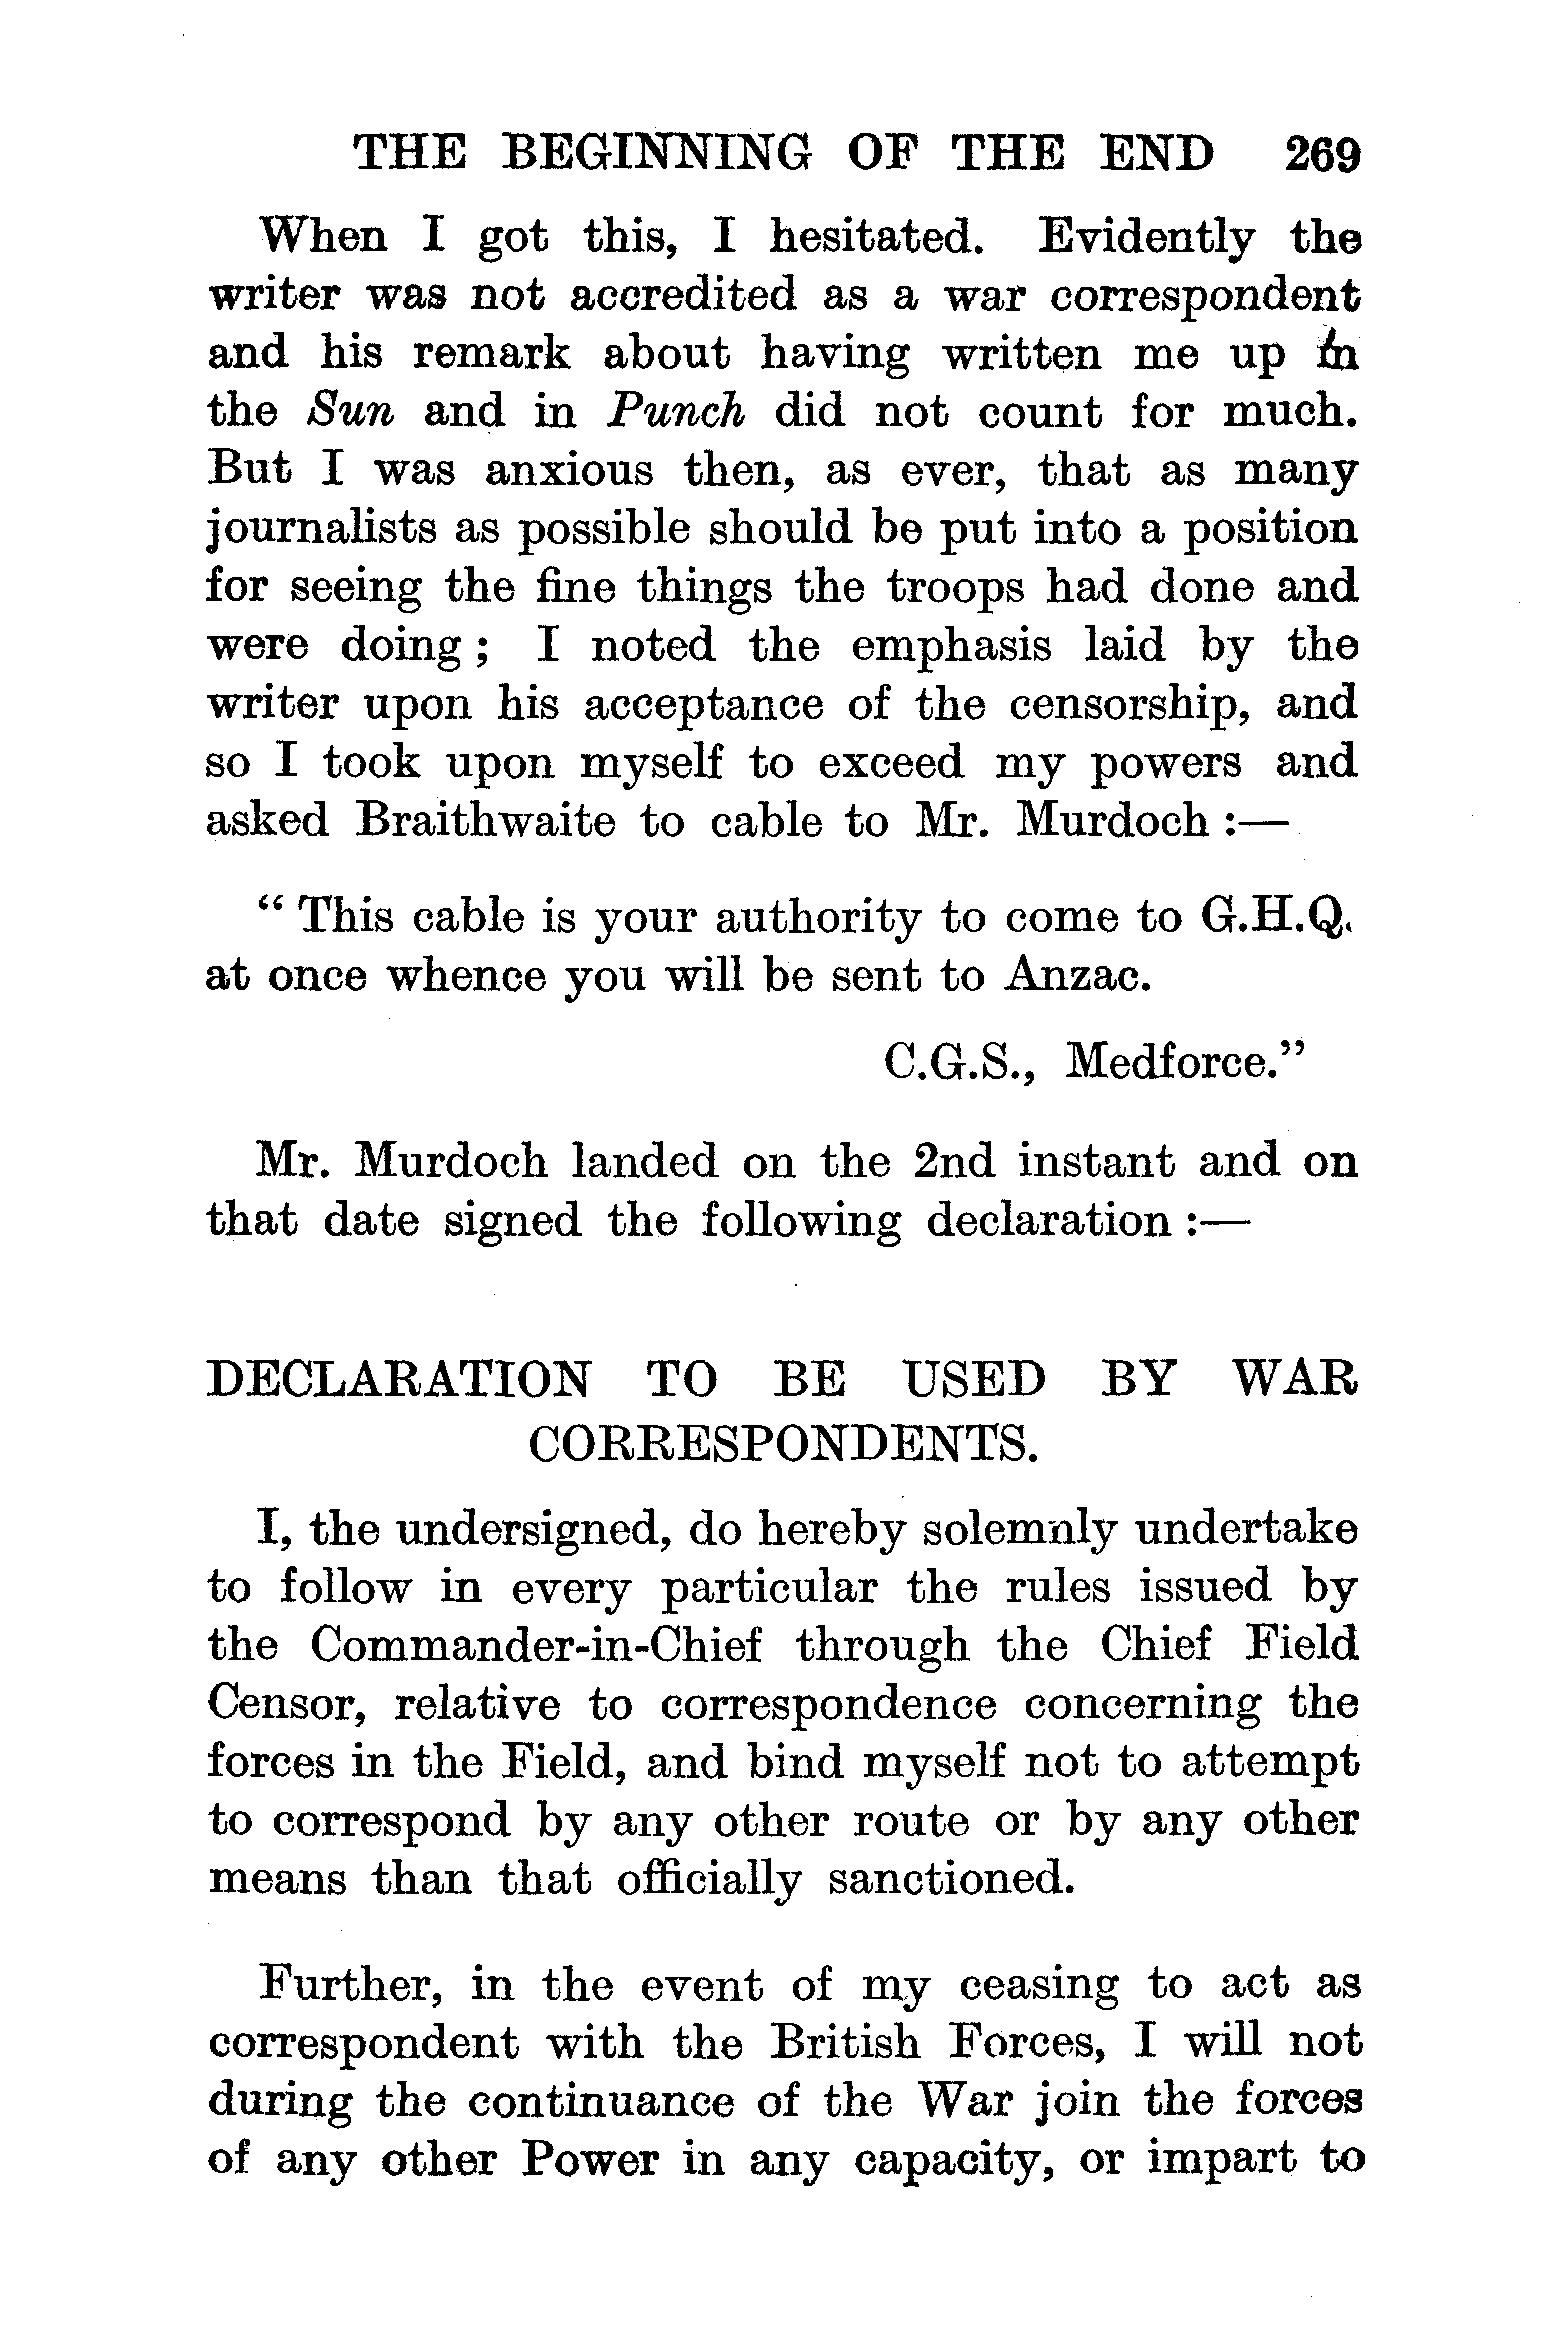 THE BEGINNING OF THE END 269
When I got this, I hesitated. Evidently the
writer was not accredited as a war correspondent
and his remark about having written me up in
the Sun and in Punch did not count for much.
But I was anxious then, as ever, that as many
journalists as possible should be put into a position
for seeing the fine things the troops had done and
were doing ; I noted the emphasis laid by the
writer upon his acceptance of the censorship, and
so I took upon myself to exceed my powers and
asked Braithwaite to cable to Mr. Murdoch :—
“ This cable is your authority to come to G.H.Q.
at once whence you will be sent to Anzac.
C.G.S., Medforce.”
Mr. Murdoch landed on the 2nd instant and on
that date signed the following declaration :—
DECLARATION TO BE USED BY WAR
CORRESPONDENTS.
I, the undersigned, do hereby solemnly undertake
to follow in every particular the rules issued by
the Commander-in-Chief through the Chief Field
Censor, relative to correspondence concerning the
forces in the Field, and bind myself not to attempt
to correspond by any other route or by any other
means than that officially sanctioned.
Further, in the event of my ceasing to act as
correspondent with the British Forces, I will not
during the continuance of the War join the forces
of any other Power in any capacity, or impart to